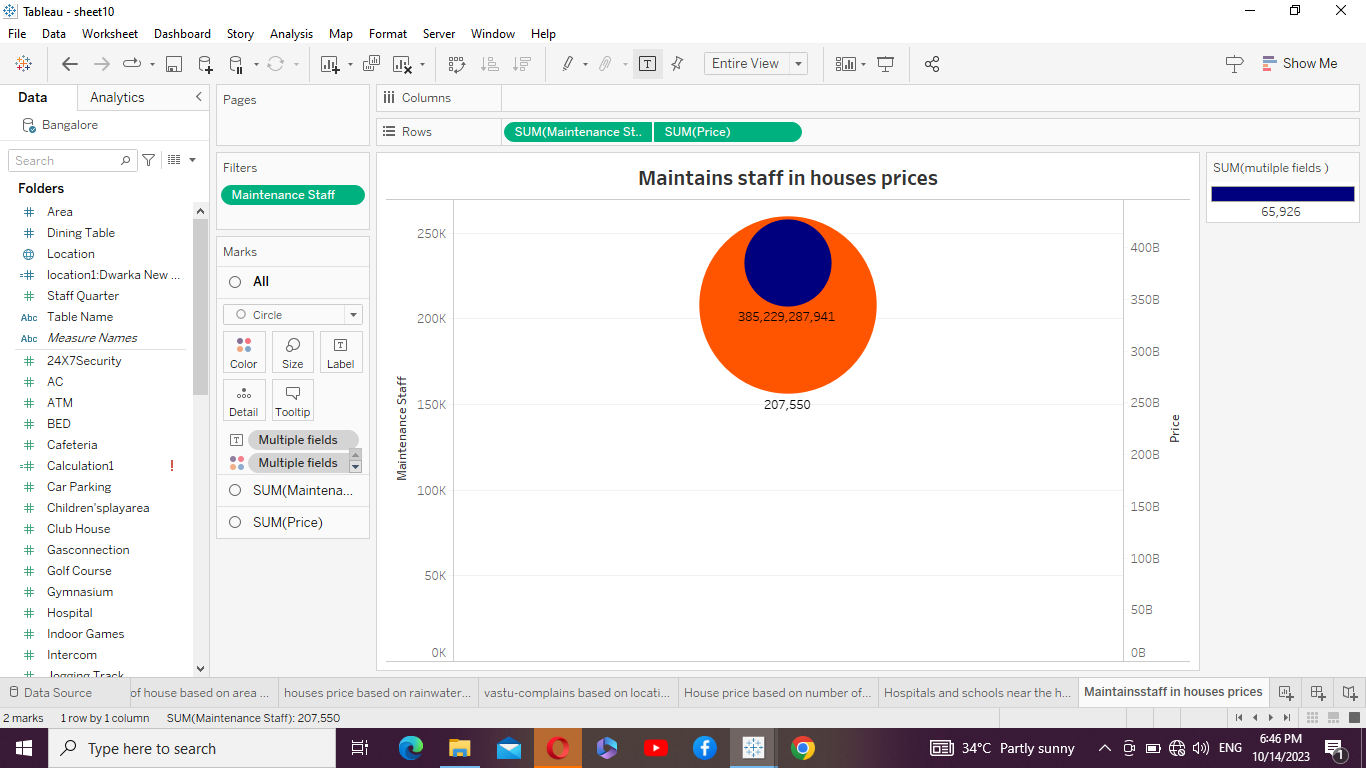 Tableau - sheet10
File Data Worksheet Dashboard Story Analysis Map Format Server Window Help
Entire View
Show Me
Data Analytics
Bangalore
Search
Folders
Area
Dining Table
Location
location1:Dwarka New ...
Staff Quarter
Abc Table Name
Abc Measure Names
24X7Security
AC
ATM
BED
Cafeteria
Calculation1 !
Car Parking
Children'splayarea
Club House
Gasconnection
Golf Course
Gymnasium
Hospital
Indoor Games
Intercom
Jogging Track
Pages
Filters
Maintenance Staff
Marks
All
Circle
Color Size Label
Detail Tooltip
Multiple fields
Multiple fields
SUM(Maintena...
SUM(Price)
Columns
Rows SUM(Maintenance St.. SUM(Price)
Maintains staff in houses prices
Maintenance Staff
250K
200K
150K
100K
50K
0K
385,229,287,941
207,550
400B
350B
300B
250B
200B
150B
100B
50B
0B
Price
SUM(mutilple fields )
65,926
Data Source of house based on area ... houses price based on rainwater... vastu-complains based on locati... House price based on number of... Hospitals and schools near the h... Maintainsstaff in houses prices
2 marks 1 row by 1 column SUM(Maintenance Staff): 207,550
Type here to search
34°C Partly sunny
ENG
6:46 PM
10/14/2023
1